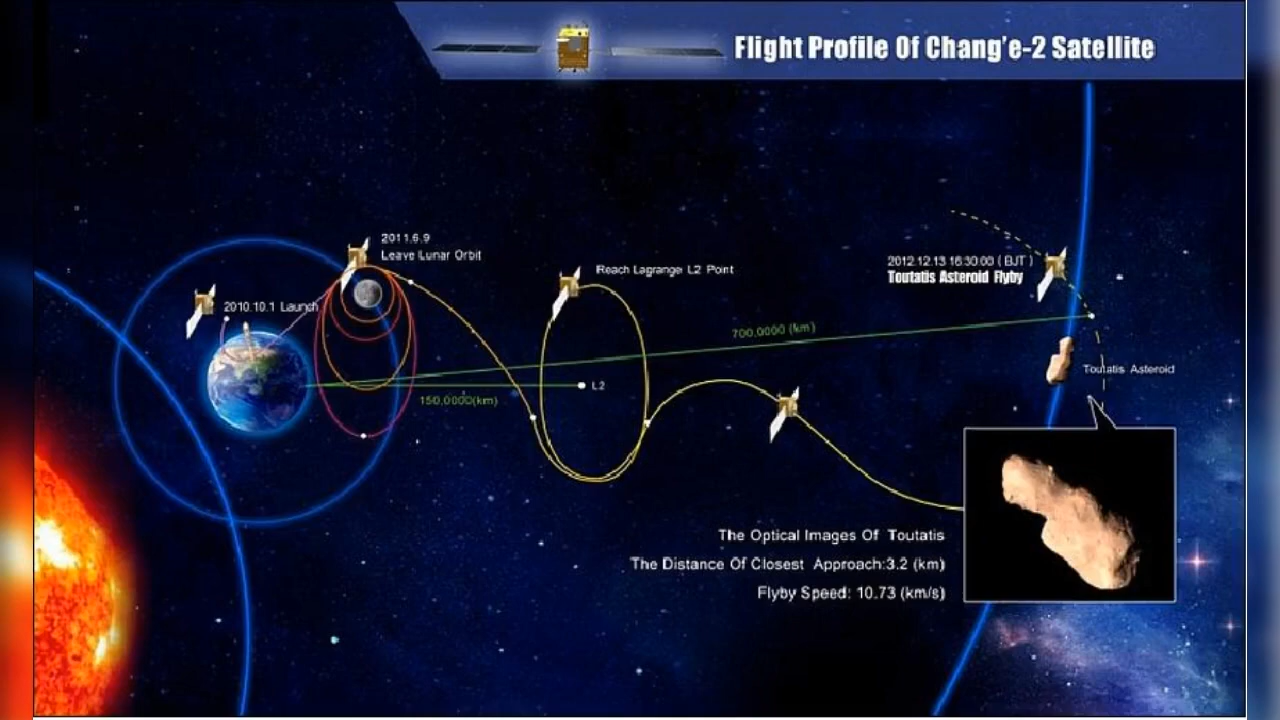 Flight Profile Of Chang'e-2 Satellite
2011.6.9
Leave Lunar Orbit
2010.10.1 Launch
Reach Lagrange L2 Point
2012.12.13 16:30:00 ( BJT )
Toutatis Asteroid Flyby
700,0000 (km)
L2
150,0000(km)
Toutatis Asteroid
The Optical Images Of Toutatis
The Distance Of Closest Approach:3.2 (km)
Flyby Speed: 10.73 (km/s)